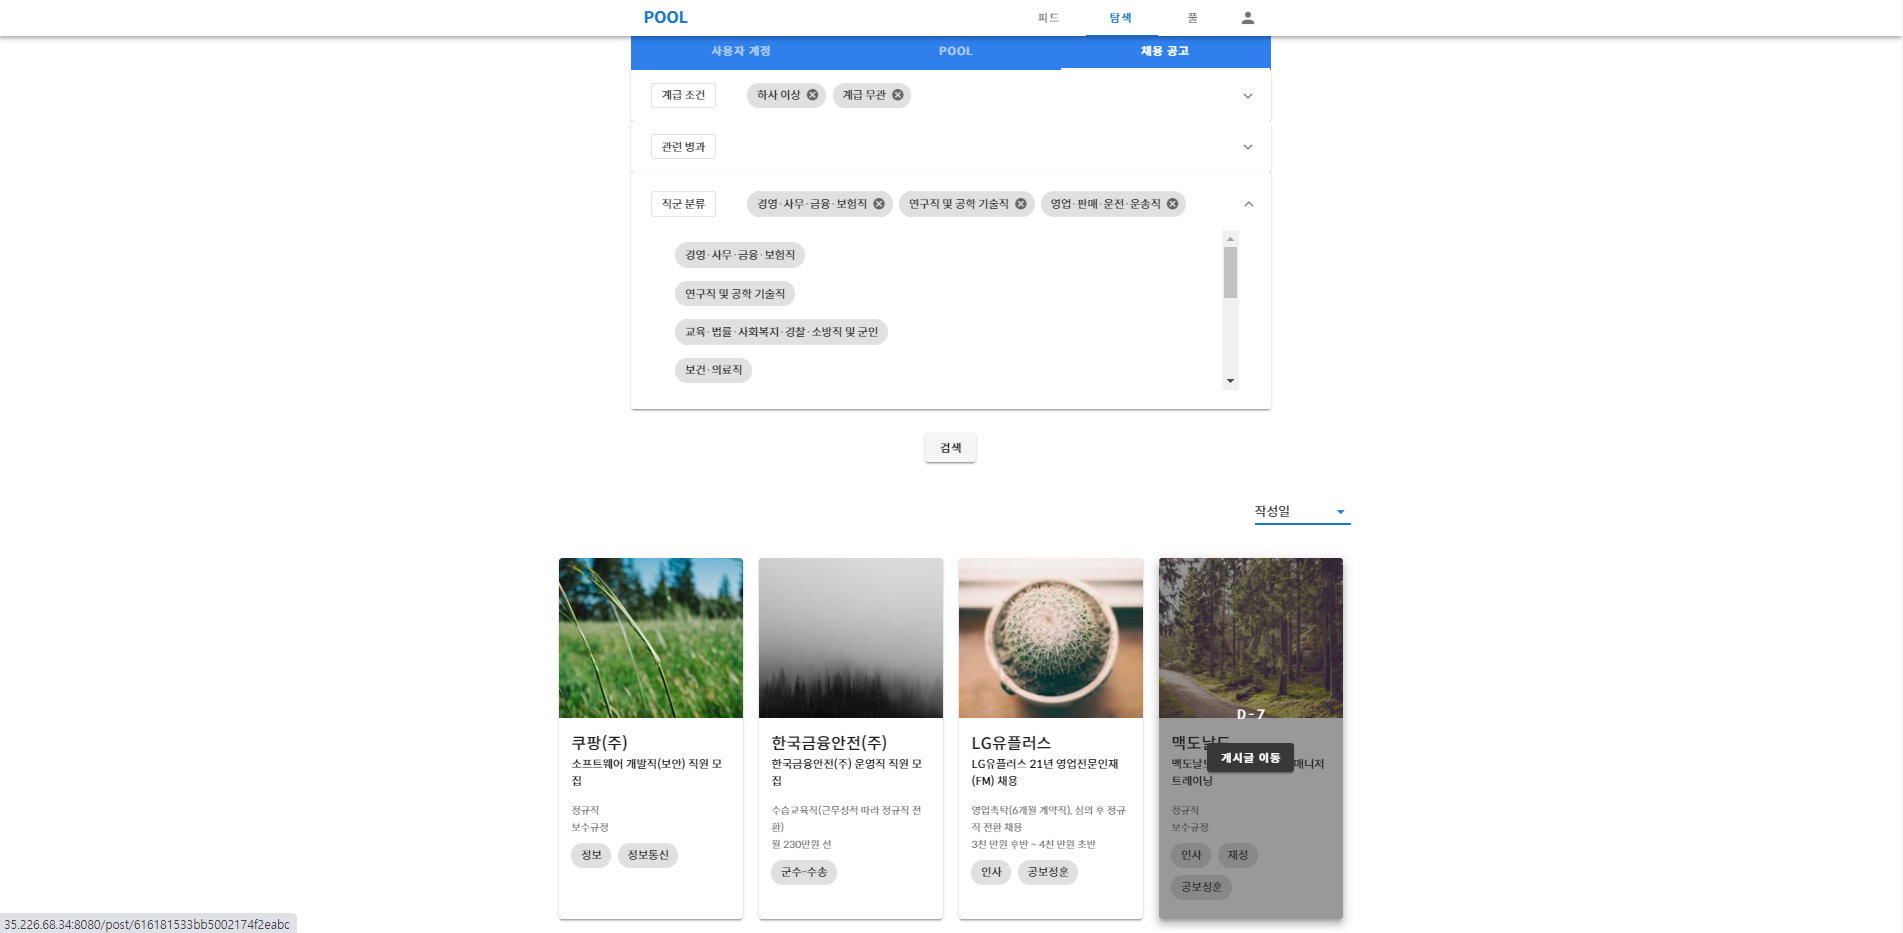 POOL
피드
탐색
풀
사용자 계정
POOL
채용 공고
계급 조건
하사 이상
계급 무관
관련 병과
직군 분류
경영·사무·금융·보험직
연구직 및 공학 기술직
영업·판매·운전·운송직
경영·사무·금융·보험직
연구직 및 공학 기술직
교육·법률·사회복지·경찰·소방직 및 군인
보건·의료직
검색
작성일
쿠팡(주)
소프트웨어 개발직(보안) 직원 모
집
정규직
보수규정
정보
정보통신
한국금융안전(주)
한국금융안전(주) 운영직 직원 모
집
수습교육직(근무성적 따라 정규직 전
환)
월 230만원 선
군수-수송
LG유플러스
LG유플러스 21년 영업전문인재
(FM) 채용
영업촉탁(6개월 계약직), 심의 후 정규
직 전환 채용
3천 만원 후반 ~ 4천 만원 초반
인사
공보정훈
D-7
맥도날드
게시글 이동
맥도날 매니저
트레이닝
정규직
보수규정
인사
재정
공보정훈
35.226.68.34:8080/post/616181533bb5002174f2eabc